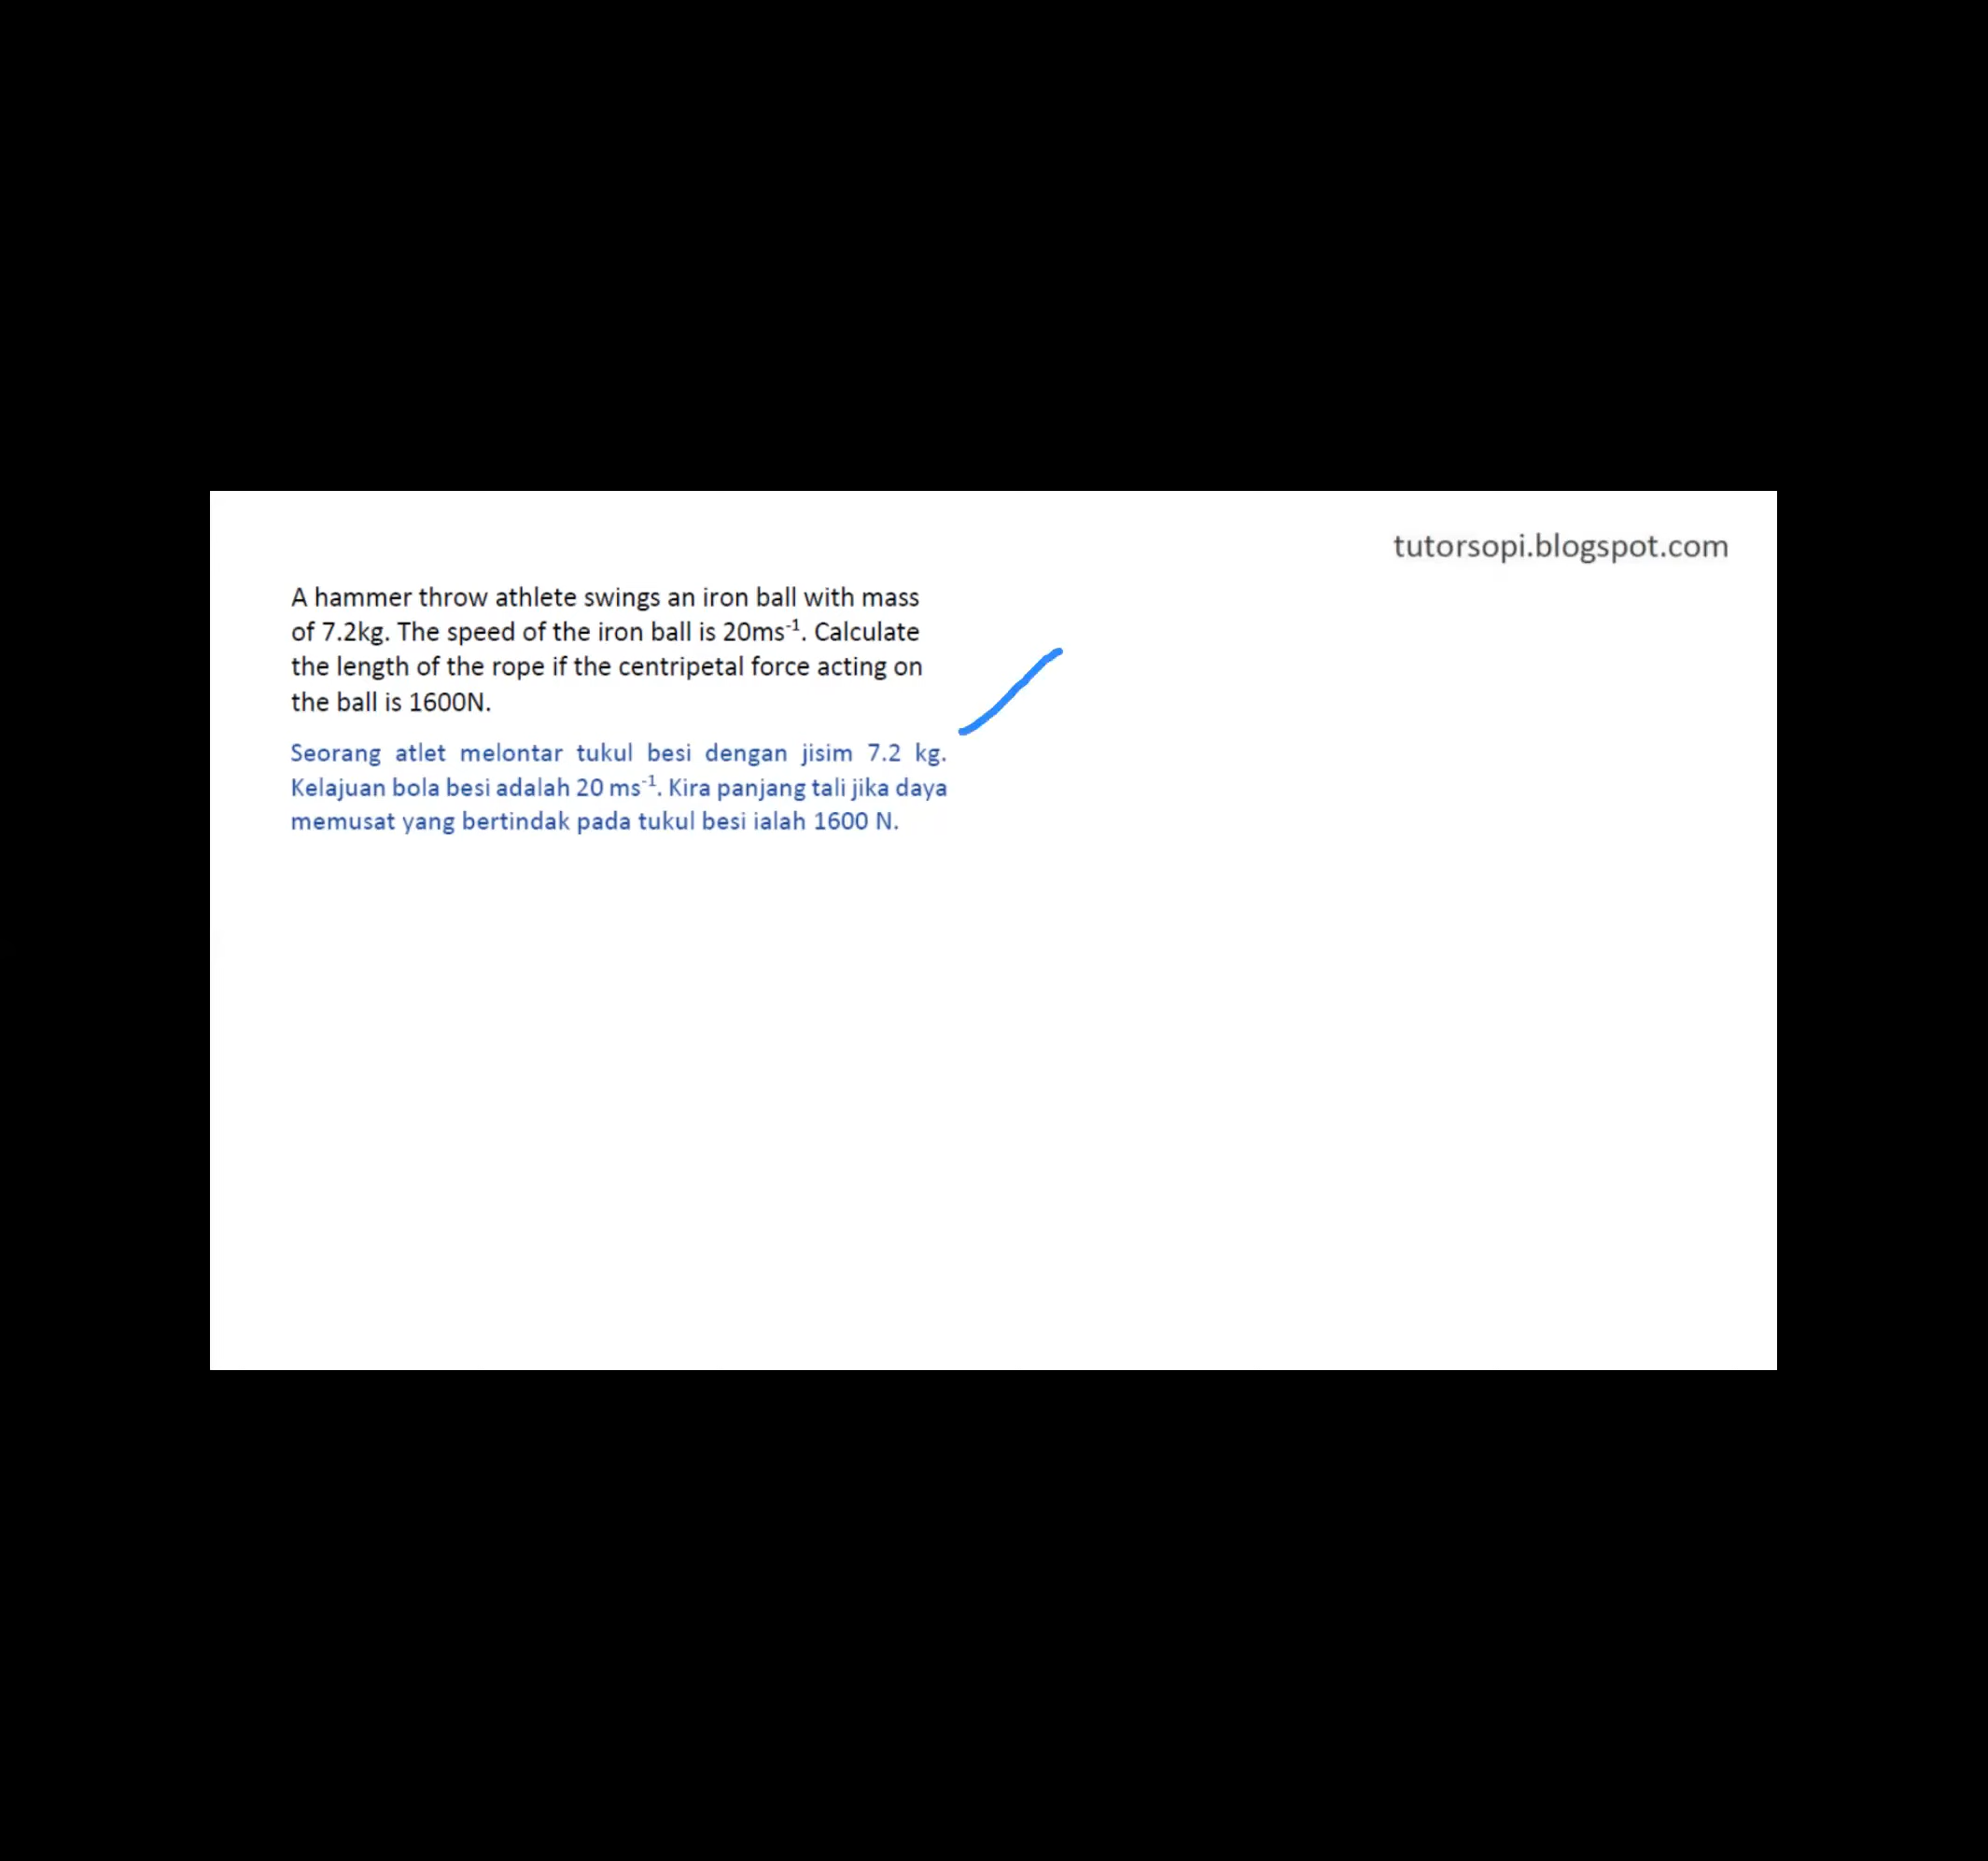 tutorsopi.blogspot.com
A hammer throw athlete swings an iron ball with mass
of 7.2kg. The speed of the iron ball is 20ms⁻¹. Calculate
the length of the rope if the centripetal force acting on
the ball is 1600N.
Seorang atlet melontar tukul besi dengan jisim 7.2 kg.
Kelajuan bola besi adalah 20 ms⁻¹. Kira panjang tali jika daya
memusat yang bertindak pada tukul besi ialah 1600 N.